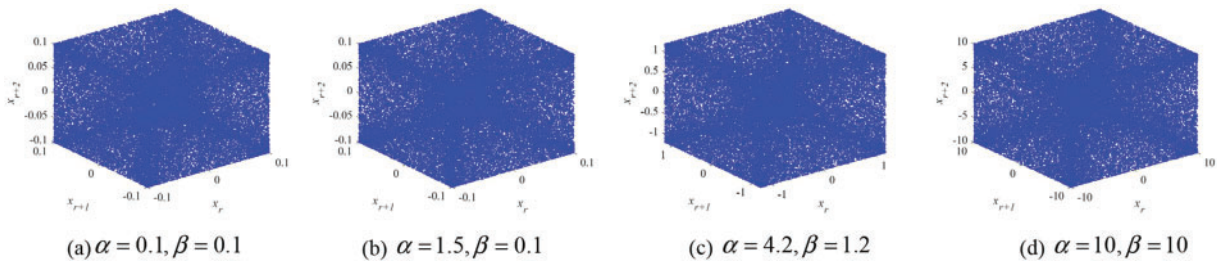 0.1
0.05
0
-0.05
-0.1
0.1
0
-0.1
-0.1
0
0.1
x_{r+2}
x_{r+1}
x_r
(a) α = 0.1, β = 0.1
0.1
0.05
0
-0.05
-0.1
0.1
0
-0.1
-0.1
0
0.1
x_{r+2}
x_{r+1}
x_r
(b) α = 1.5, β = 0.1
1
0.5
0
-0.5
-1
1
0
-1
-1
0
1
x_{r+2}
x_{r+1}
x_r
(c) α = 4.2, β = 1.2
10
5
0
-5
-10
10
0
-10
-10
0
10
x_{r+2}
x_{r+1}
x_r
(d) α = 10, β = 10